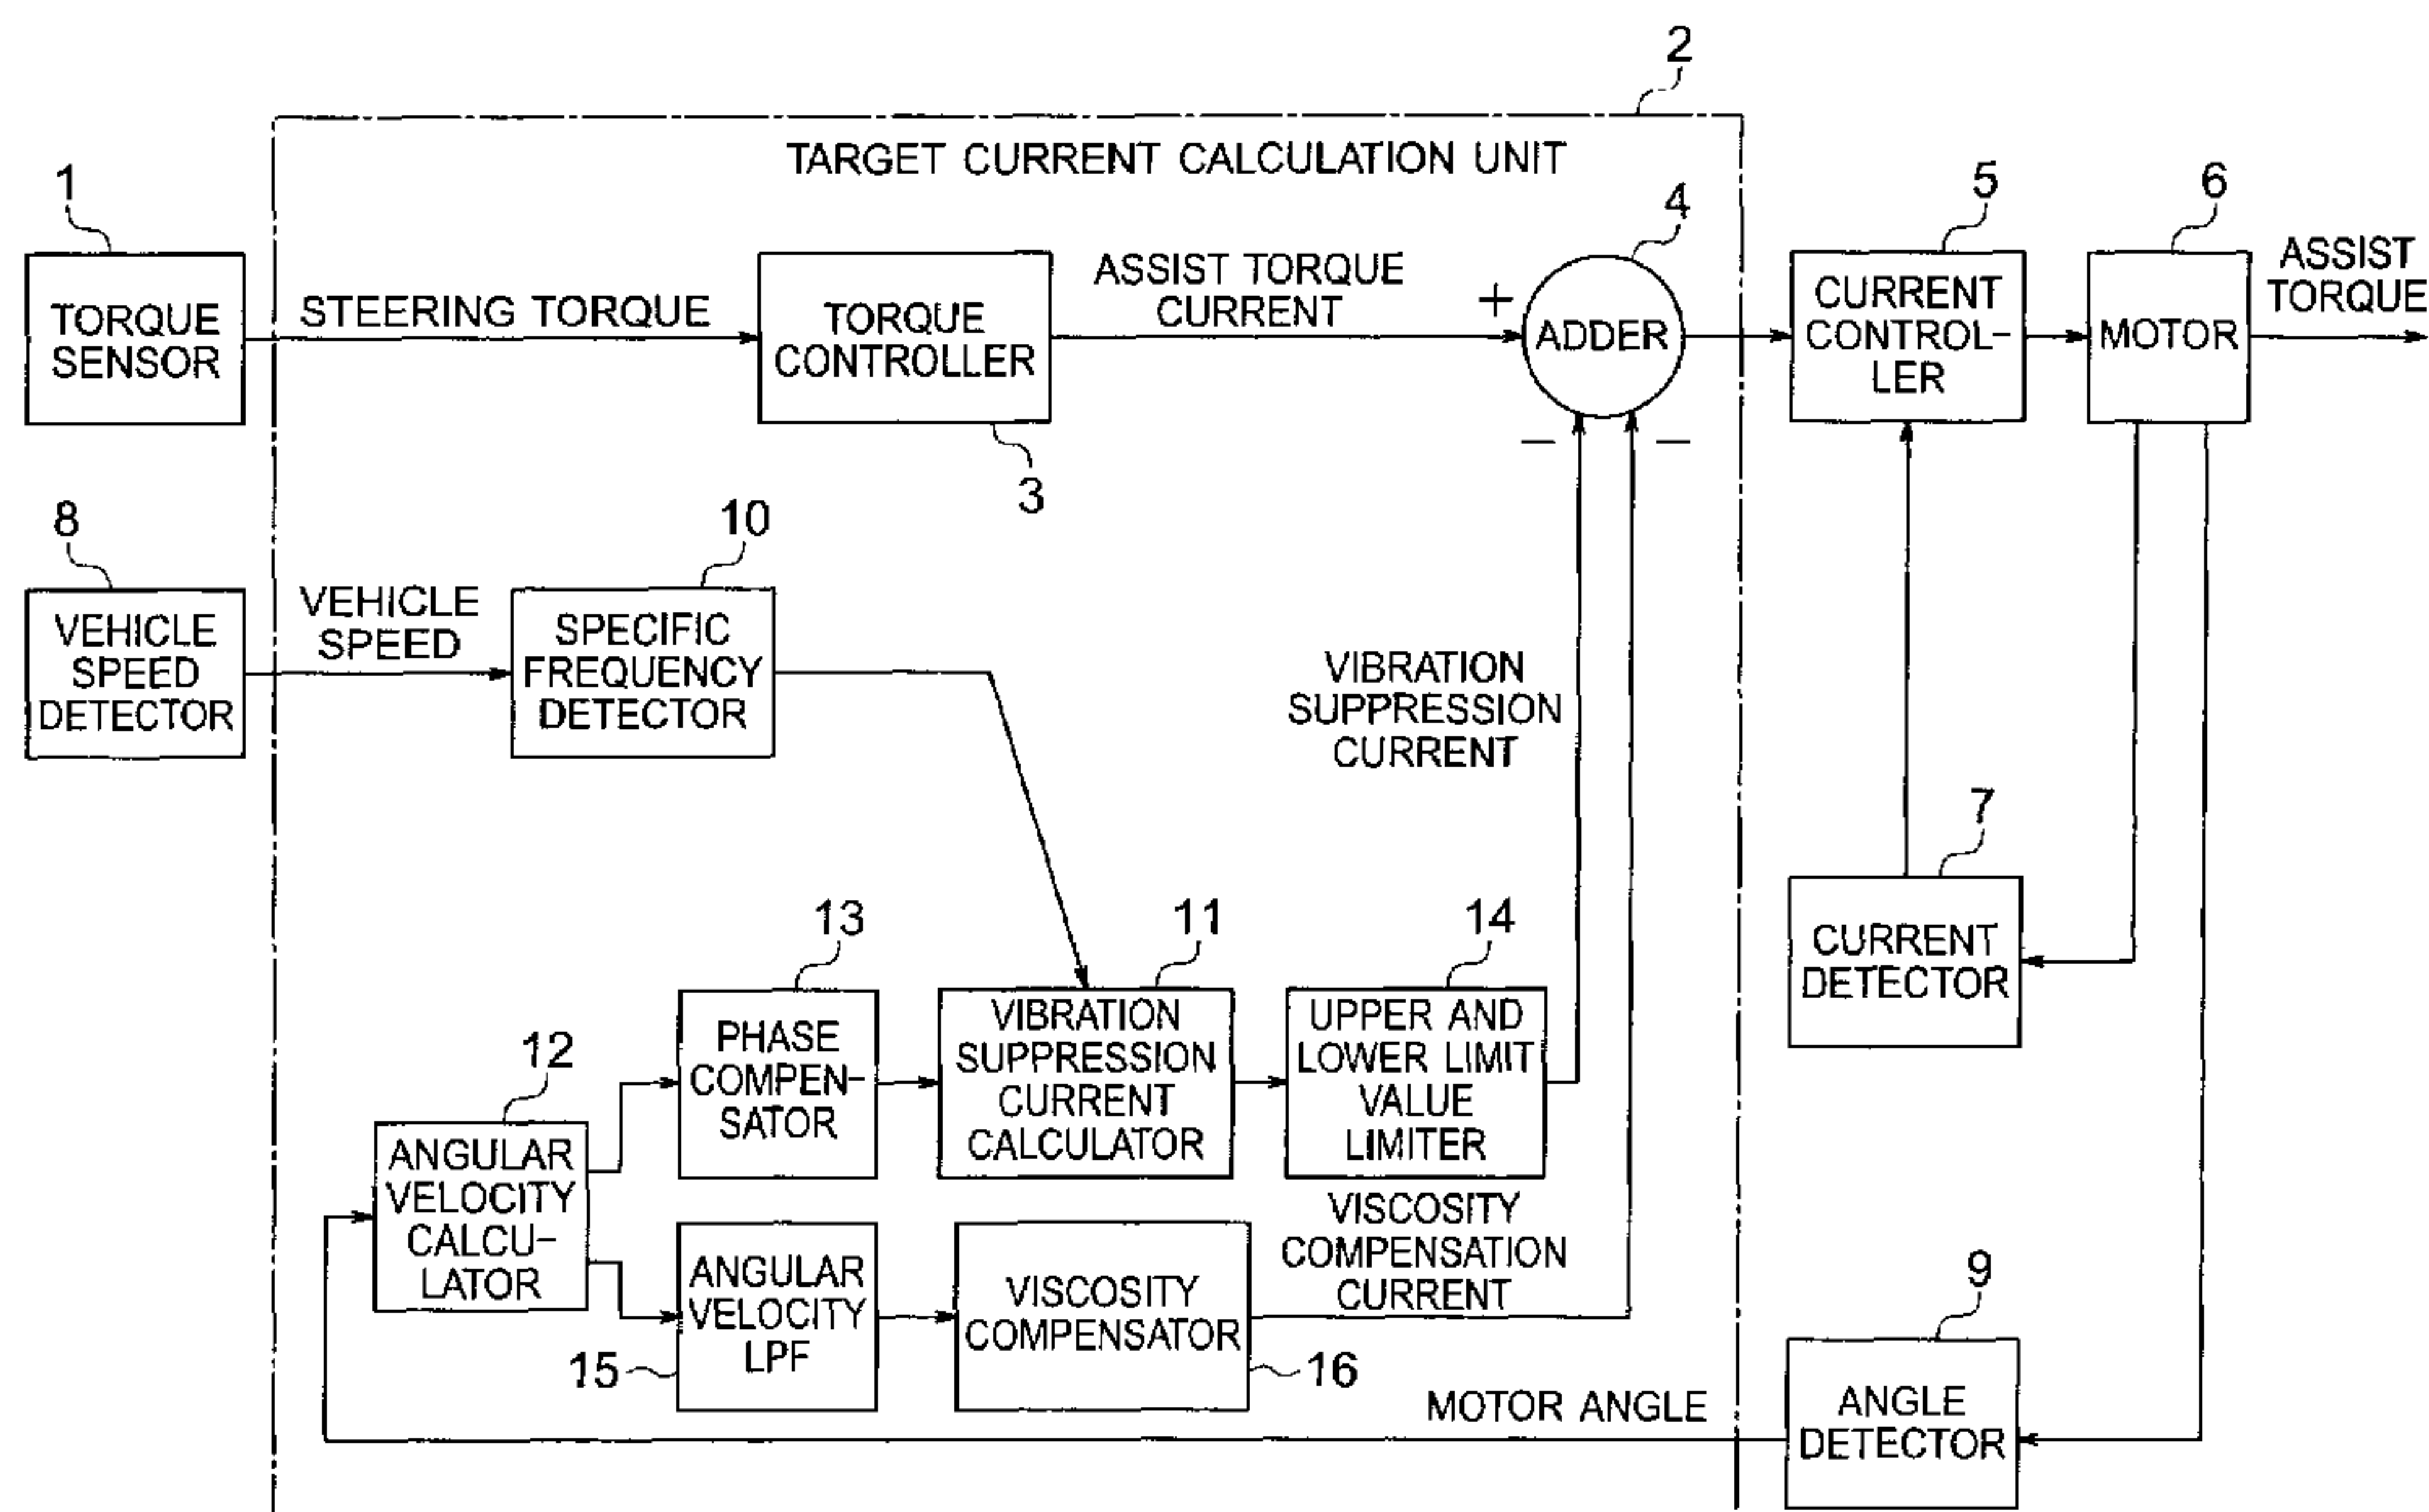 2
TARGET CURRENT CALCULATION UNIT
1
TORQUE
SENSOR
STEERING TORQUE
TORQUE
CONTROLLER
3
ASSIST TORQUE
CURRENT
+
4
ADDER
—
—
5
CURRENT
CONTROL-
LER
6
MOTOR
ASSIST
TORQUE
8
VEHICLE
SPEED
DETECTOR
VEHICLE
SPEED
10
SPECIFIC
FREQUENCY
DETECTOR
VIBRATION
SUPPRESSION
CURRENT
7
CURRENT
DETECTOR
12
ANGULAR
VELOCITY
CALCU-
LATOR
13
PHASE
COMPEN-
SATOR
11
VIBRATION
SUPPRESSION
CURRENT
CALCULATOR
14
UPPER AND
LOWER LIMIT
VALUE
LIMITER
15
ANGULAR
VELOCITY
LPF
VISCOSITY
COMPENSATOR
16
VISCOSITY
COMPENSATION
CURRENT
MOTOR ANGLE
9
ANGLE
DETECTOR